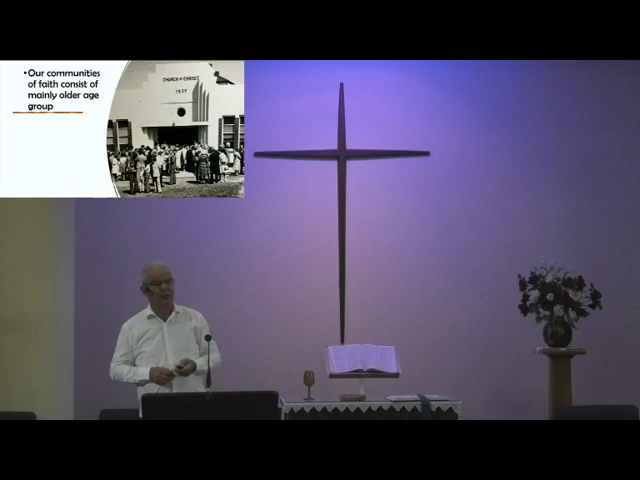 •Our communities
of faith consist of
mainly older age
group
CHURCH OF CHRIST
1939